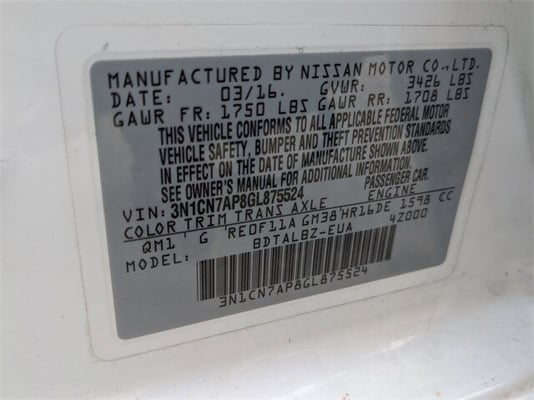 MANUFACTURED BY NISSAN MOTOR CO., LTD.
DATE: 03/16. GVWR: 3426 LBS
GAWR FR: 1750 LBS GAWR RR: 1708 LBS
THIS VEHICLE CONFORMS TO ALL APPLICABLE FEDERAL MOTOR
VEHICLE SAFETY, BUMPER AND THEFT PREVENTION STANDARDS
IN EFFECT ON THE DATE OF MANUFACTURE SHOWN ABOVE.
SEE OWNER'S MANUAL FOR ADDITIONAL INFORMATION.
VIN: 3N1CN7AP8GL875524 PASSENGER CAR.
COLOR TRIM TRANS AXLE ENGINE
QM1 G RE0F11A GM38 HR16DE 1598 CC
MODEL: BDTALBZ-EUA 42000
3N1CN7AP8GL875524